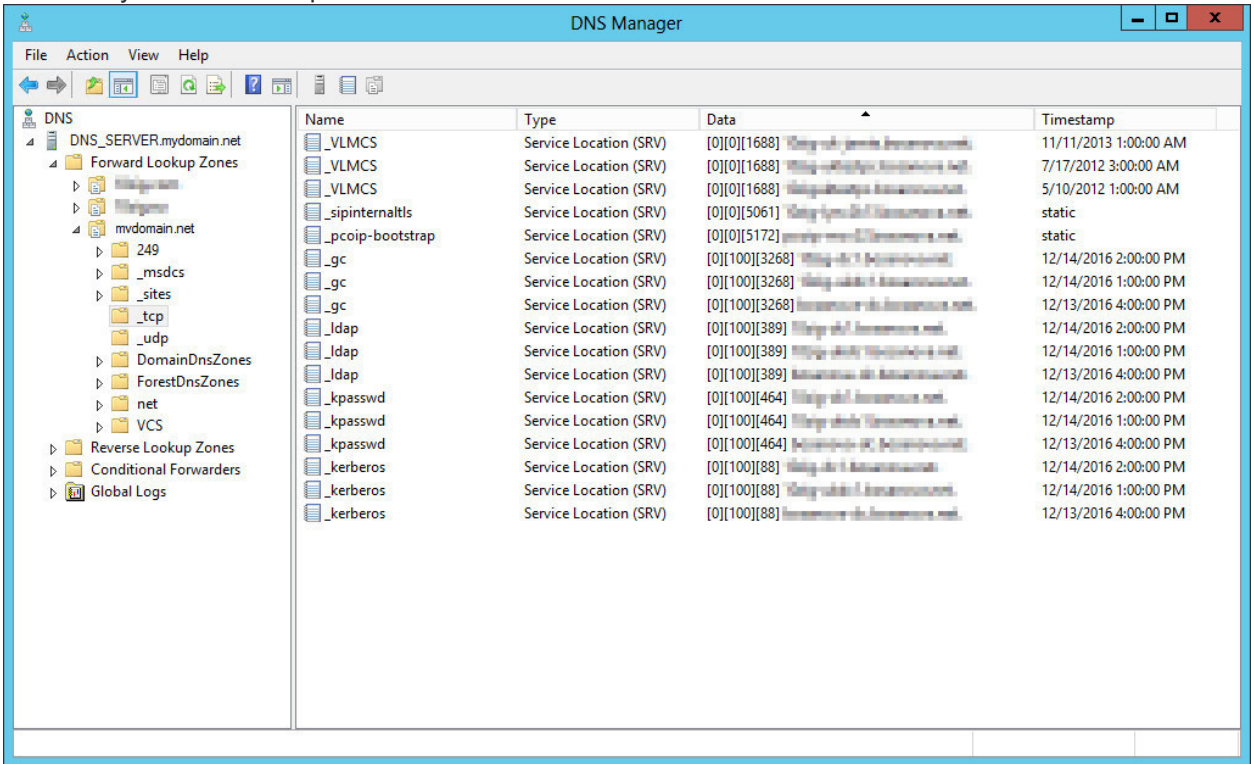 DNS Manager
File Action View Help
DNS
DNS_SERVER.mydomain.net
Forward Lookup Zones
mydomain.net
249
_msdcs
_sites
_tcp
_udp
DomainDnsZones
ForestDnsZones
net
VCS
Reverse Lookup Zones
Conditional Forwarders
Global Logs
Name Type Data Timestamp
_VLMCS Service Location (SRV) [0][0][1688] 11/11/2013 1:00:00 AM
_VLMCS Service Location (SRV) [0][0][1688] 7/17/2012 3:00:00 AM
_VLMCS Service Location (SRV) [0][0][1688] 5/10/2012 1:00:00 AM
_sipinternaltls Service Location (SRV) [0][0][5061] static
_pcoip-bootstrap Service Location (SRV) [0][0][5172] static
_gc Service Location (SRV) [0][100][3268] 12/14/2016 2:00:00 PM
_gc Service Location (SRV) [0][100][3268] 12/14/2016 1:00:00 PM
_gc Service Location (SRV) [0][100][3268] 12/13/2016 4:00:00 PM
_ldap Service Location (SRV) [0][100][389] 12/14/2016 2:00:00 PM
_ldap Service Location (SRV) [0][100][389] 12/14/2016 1:00:00 PM
_ldap Service Location (SRV) [0][100][389] 12/13/2016 4:00:00 PM
_kpasswd Service Location (SRV) [0][100][464] 12/14/2016 2:00:00 PM
_kpasswd Service Location (SRV) [0][100][464] 12/14/2016 1:00:00 PM
_kpasswd Service Location (SRV) [0][100][464] 12/13/2016 4:00:00 PM
_kerberos Service Location (SRV) [0][100][88] 12/14/2016 2:00:00 PM
_kerberos Service Location (SRV) [0][100][88] 12/14/2016 1:00:00 PM
_kerberos Service Location (SRV) [0][100][88] 12/13/2016 4:00:00 PM